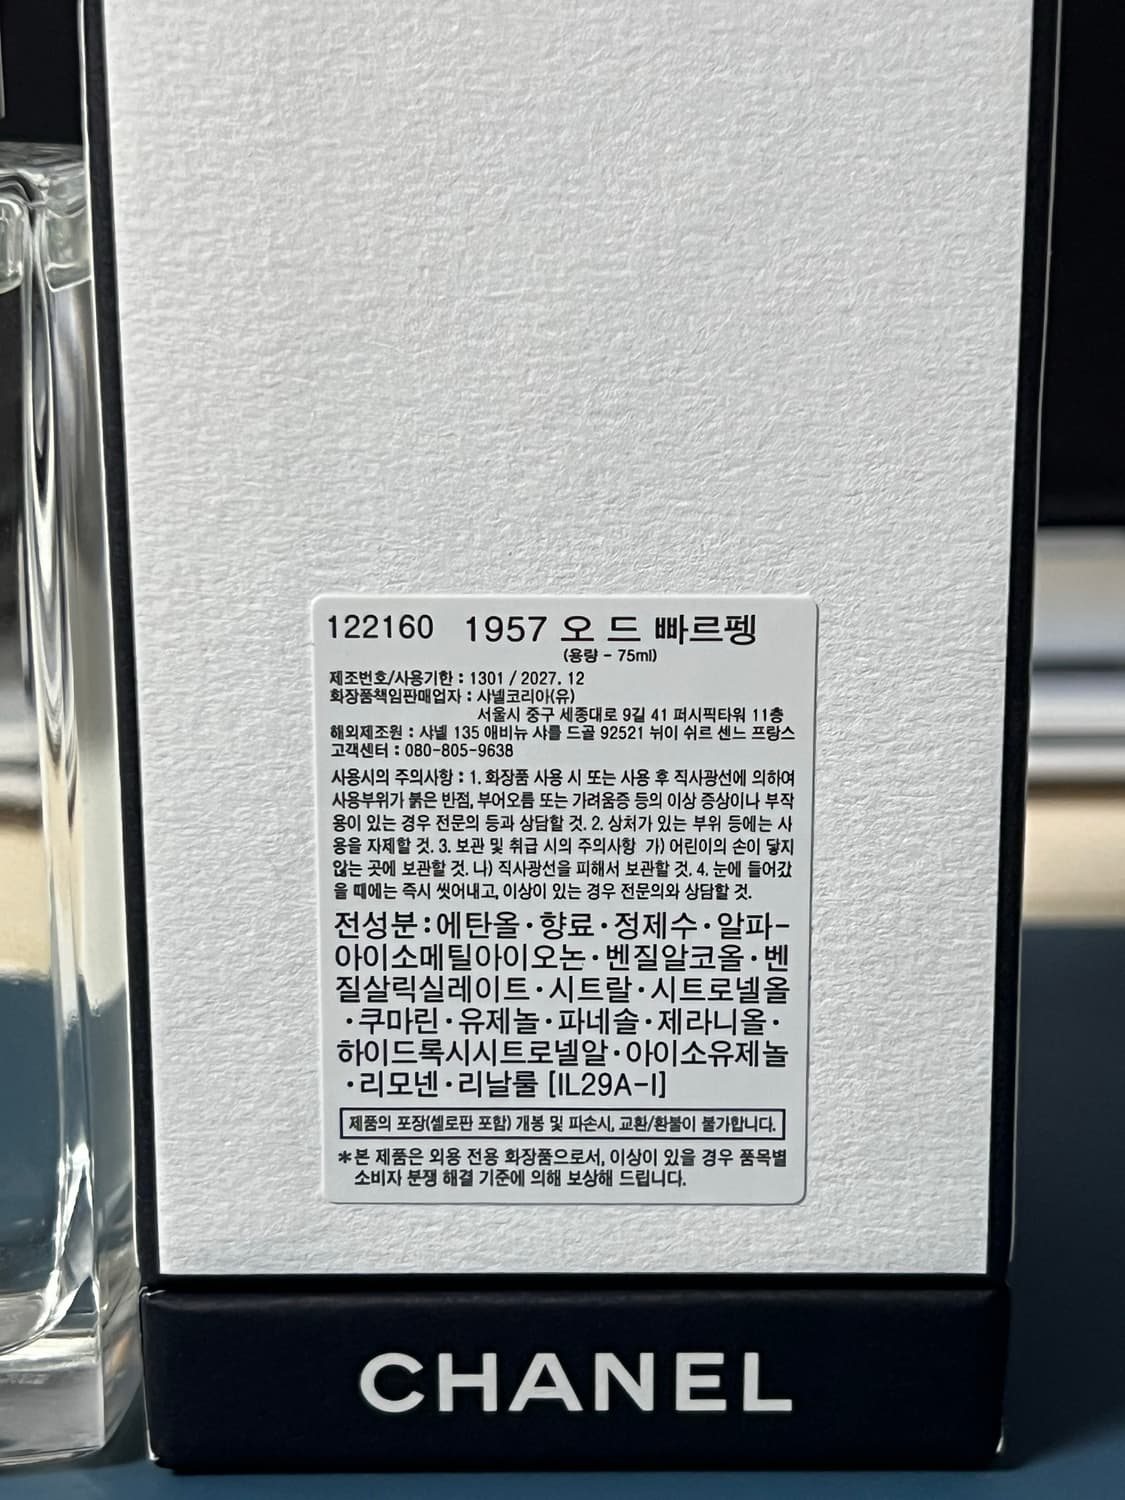 122160 1957 오 드 빠르펭
(용량 - 75ml)
제조번호/사용기한 : 1301 / 2027. 12
화장품책임판매업자 : 샤넬코리아(유)
서울시 중구 세종대로 9길 41 퍼시픽타워 11층
해외제조원 : 샤넬 135 애비뉴 샤를 드골 92521 뉘이 쉬르 센느 프랑스
고객센터 : 080-805-9638
사용시의 주의사항 : 1. 화장품 사용 시 또는 사용 후 직사광선에 의하여
사용부위가 붉은 반점, 부어오름 또는 가려움증 등의 이상 증상이나 부작
용이 있는 경우 전문의 등과 상담할 것. 2. 상처가 있는 부위 등에는 사
용을 자제할 것. 3. 보관 및 취급 시의 주의사항 가) 어린이의 손이 닿지
않는 곳에 보관할 것. 나) 직사광선을 피해서 보관할 것. 4. 눈에 들어갔
을 때에는 즉시 씻어내고, 이상이 있는 경우 전문의와 상담할 것.
전성분:에탄올·향료·정제수·알파-
아이소메틸아이오논·벤질알코올·벤
질살릭실레이트·시트랄·시트로넬올
·쿠마린·유제놀·파네솔·제라니올·
하이드록시시트로넬알·아이소유제놀
·리모넨·리날룰 [IL29A-I]
제품의 포장(셀로판 포함) 개봉 및 파손시, 교환/환불이 불가합니다.
*본 제품은 외용 전용 화장품으로서, 이상이 있을 경우 품목별
소비자 분쟁 해결 기준에 의해 보상해 드립니다.
CHANEL